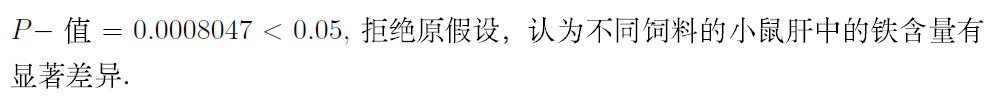 P− 值 = 0.0008047 < 0.05, 拒绝原假设，认为不同饲料的小鼠肝中的铁含量有
显著差异.